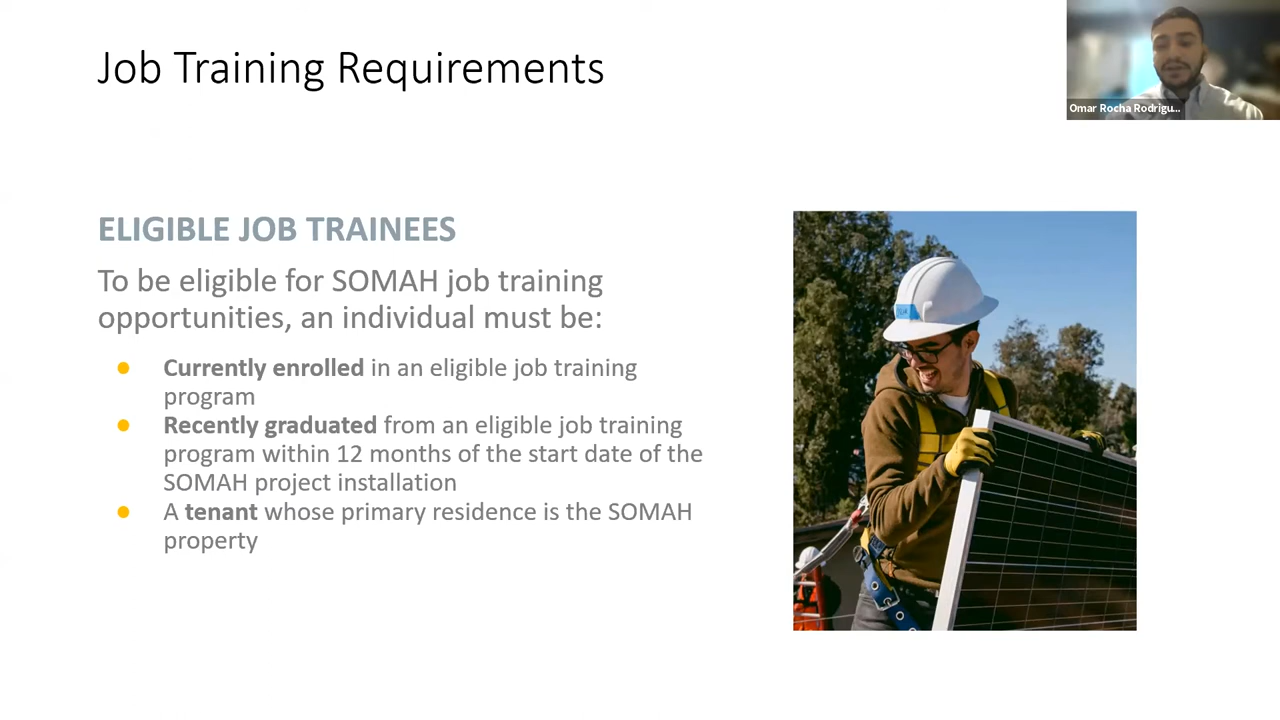 Job Training Requirements
Omar Rocha Rodrigu...
ELIGIBLE JOB TRAINEES
To be eligible for SOMAH job training
opportunities, an individual must be:
● Currently enrolled in an eligible job training
program
● Recently graduated from an eligible job training
program within 12 months of the start date of the
SOMAH project installation
● A tenant whose primary residence is the SOMAH
property